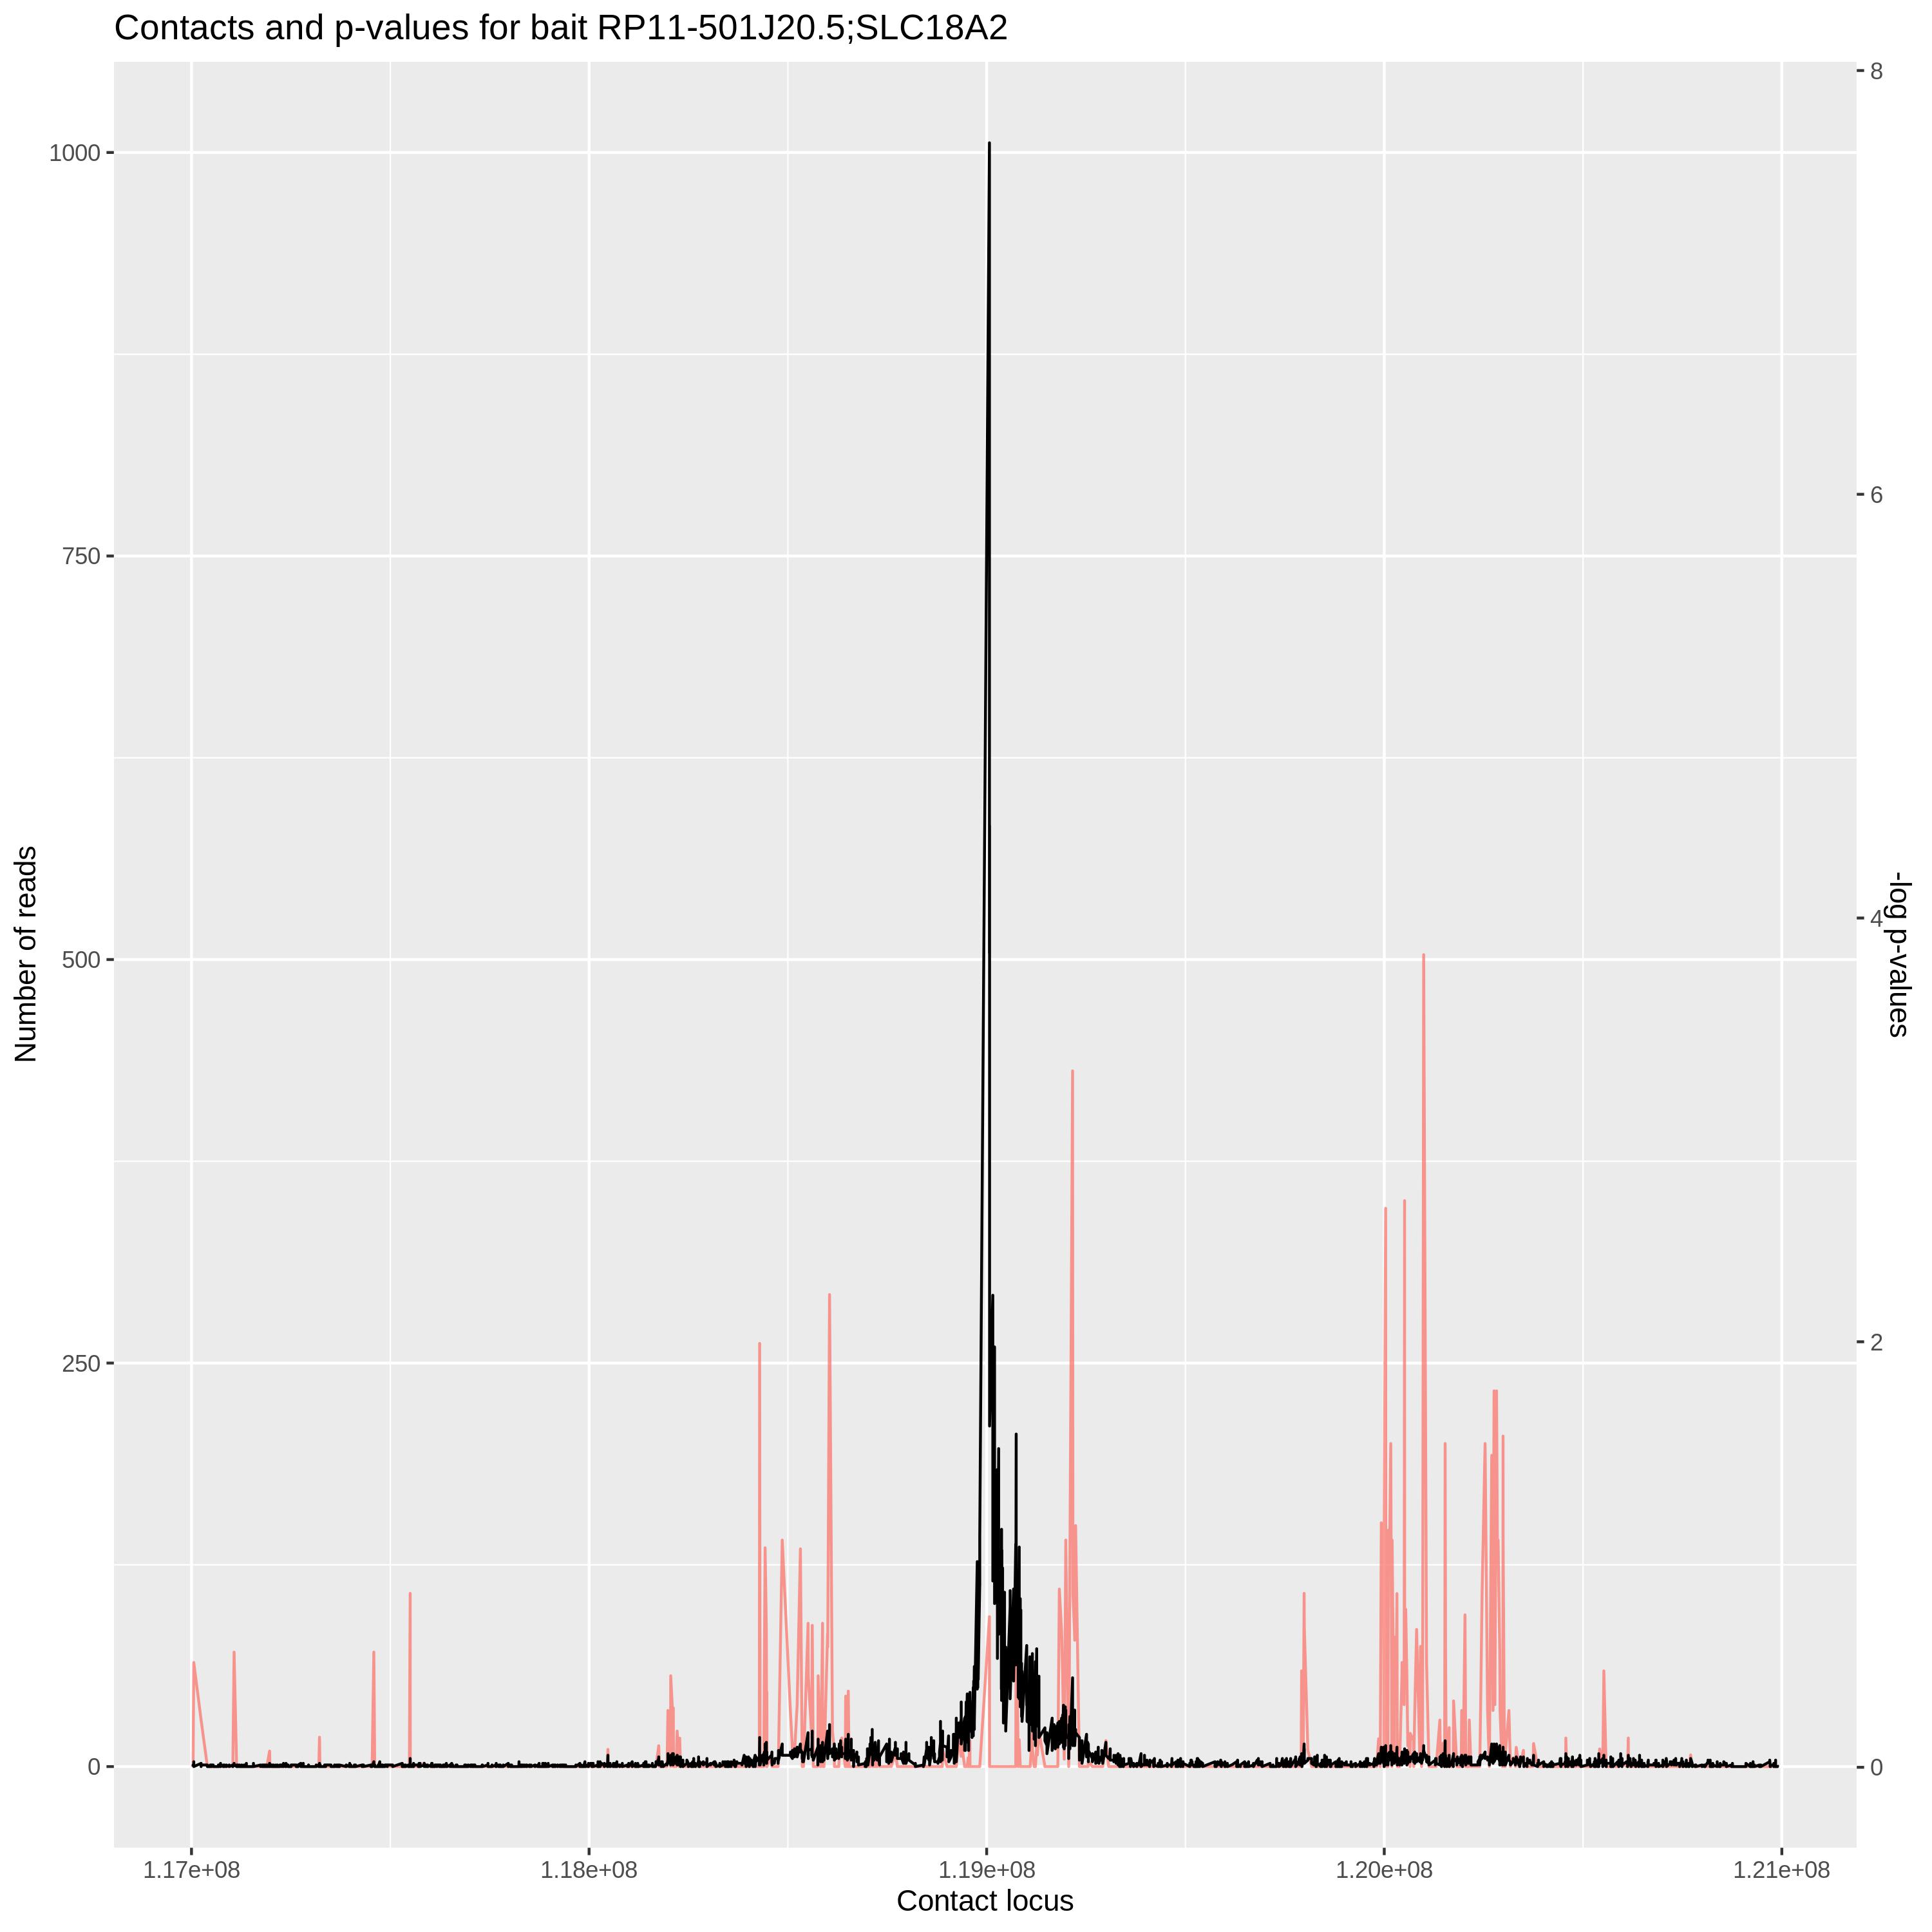 Contacts and p-values for bait RP11-501J20.5;SLC18A2
8
1000
6
750
Number of reads
-log p-values
4
500
2
250
0
0
1.17e+08
1.18e+08
1.19e+08
1.20e+08
1.21e+08
Contact locus